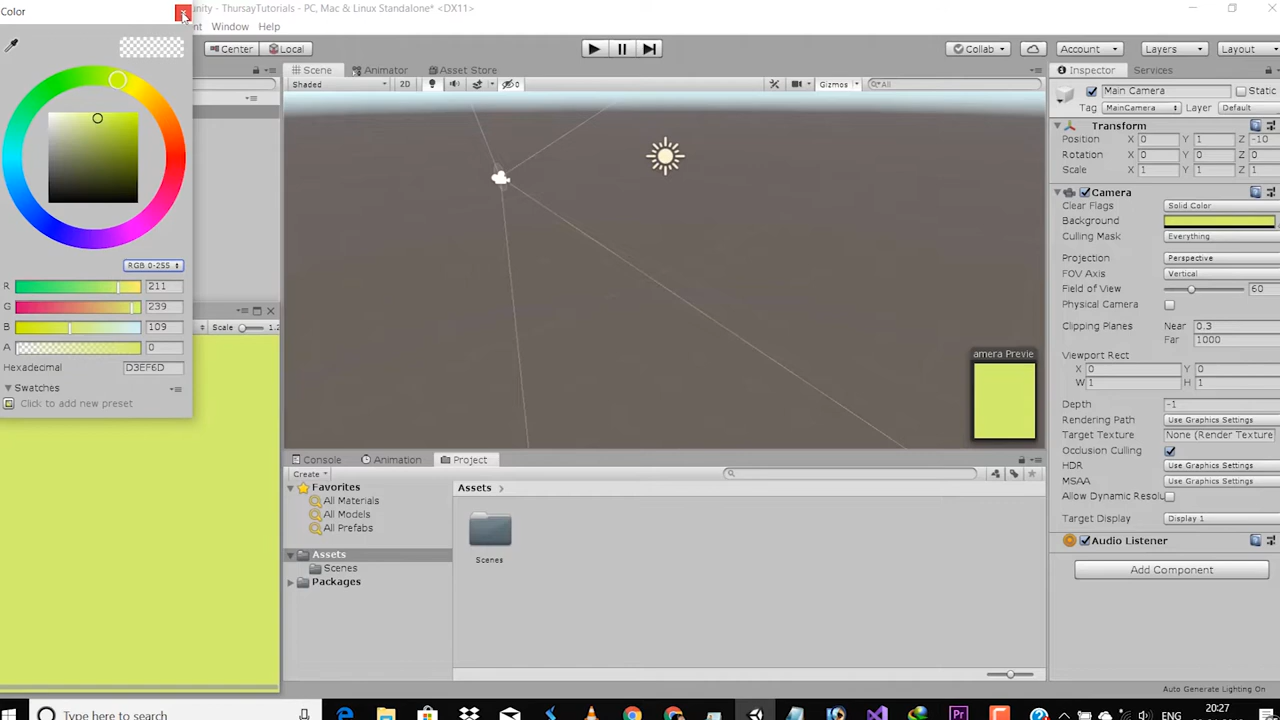 Color
unity - ThursayTutorials - PC, Mac & Linux Standalone* <DX11>
Window Help
Center Local
Collab Account Layers Layout
Scene Animator Asset Store
Inspector Services
Shaded 2D 0 Gizmos All
Main Camera Static
Tag MainCamera Layer Default
Transform
Position X 0 Y 1 Z -10
Rotation X 0 Y 0 Z 0
Scale X 1 Y 1 Z 1
Camera
Clear Flags Solid Color
Background
Culling Mask Everything
Projection Perspective
FOV Axis Vertical
Field of View 60
Physical Camera
Clipping Planes Near 0.3
Far 1000
Viewport Rect
X 0 Y 0
W 1 H 1
Depth -1
Rendering Path Use Graphics Settings
Target Texture None (Render Texture
Occlusion Culling
HDR Use Graphics Settings
MSAA Use Graphics Settings
Allow Dynamic Resolu
Target Display Display 1
Audio Listener
Add Component
RGB 0-255
R 211
G 239
B 109
A 0
Hexadecimal D3EF6D
Swatches
Click to add new preset
Scale 1.2
amera Previe
Console Animation Project
Create
Favorites
All Materials
All Models
All Prefabs
Assets
Scenes
Packages
Assets
Scenes
Auto Generate Lighting On
Type here to search
20:27